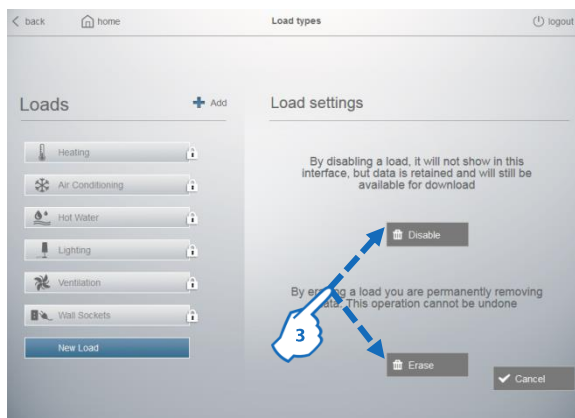 back
home
Load types
logout
Loads
Add
Load settings
Heating
Air Conditioning
Hot Water
Lighting
Ventilation
Wall Sockets
New Load
By disabling a load, it will not show in this
interface, but data is retained and will still be
available for download
Disable
By a load you are permanently removing
This operation cannot be undone
3
Erase
Cancel